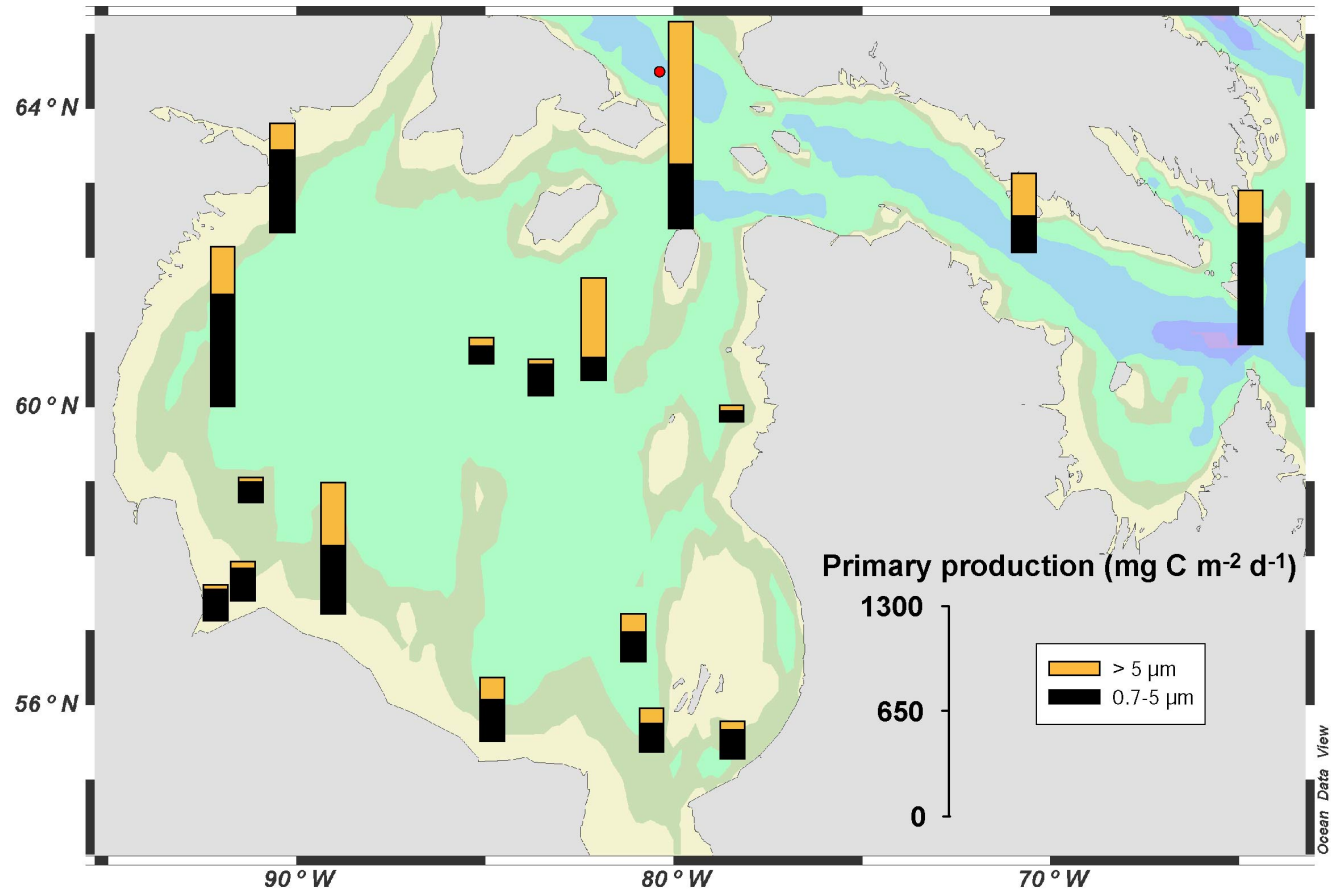 64 º N
60 º N
56 º N
Primary production (mg C m-2 d-1)
1300
650
0
> 5 µm
0.7-5 µm
Ocean Data View
90 º W
80 º W
70 º W